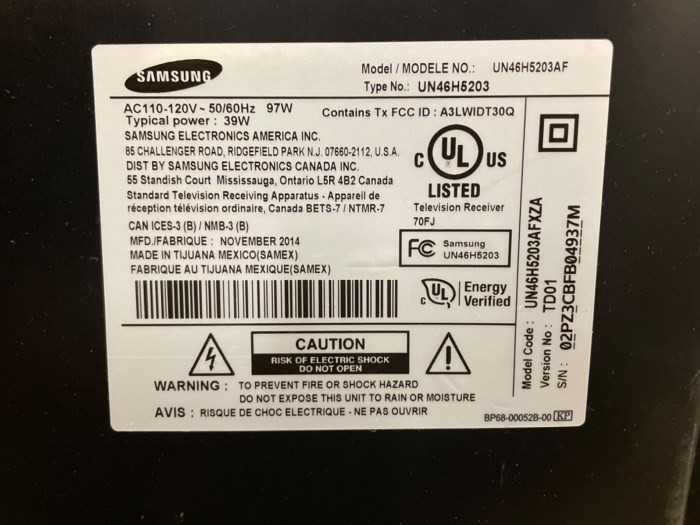 SAMSUNG
Model / MODELE NO.: UN46H5203AF
Type No.: UN46H5203
AC110-120V~ 50/60Hz 97W
Typical power : 39W
Contains Tx FCC ID : A3LWIDT30Q
SAMSUNG ELECTRONICS AMERICA INC.
85 CHALLENGER ROAD, RIDGEFIELD PARK N.J. 07660-2112, U.S.A.
DIST BY SAMSUNG ELECTRONICS CANADA INC.
55 Standish Court Mississauga, Ontario L5R 4B2 Canada
Standard Television Receiving Apparatus - Appareil de
réception télévision ordinaire, Canada BETS-7 / NTMR-7
CAN ICES-3 (B) / NMB-3 (B)
MFD./FABRIQUE : NOVEMBER 2014
MADE IN TIJUANA MEXICO(SAMEX)
FABRIQUE AU TIJUANA MEXIQUE(SAMEX)
C UL US
LISTED
Television Receiver
70FJ
FC Samsung
UN46H5203
C UL Energy
Verified
CAUTION
RISK OF ELECTRIC SHOCK
DO NOT OPEN
WARNING : TO PREVENT FIRE OR SHOCK HAZARD
DO NOT EXPOSE THIS UNIT TO RAIN OR MOISTURE
AVIS : RISQUE DE CHOC ELECTRIQUE - NE PAS OUVRIR
BP68-00052B-00 KP
Model Code : UN46H5203AFXZA
Version No : TD01
S/N : 02PZ3CBFB04937M